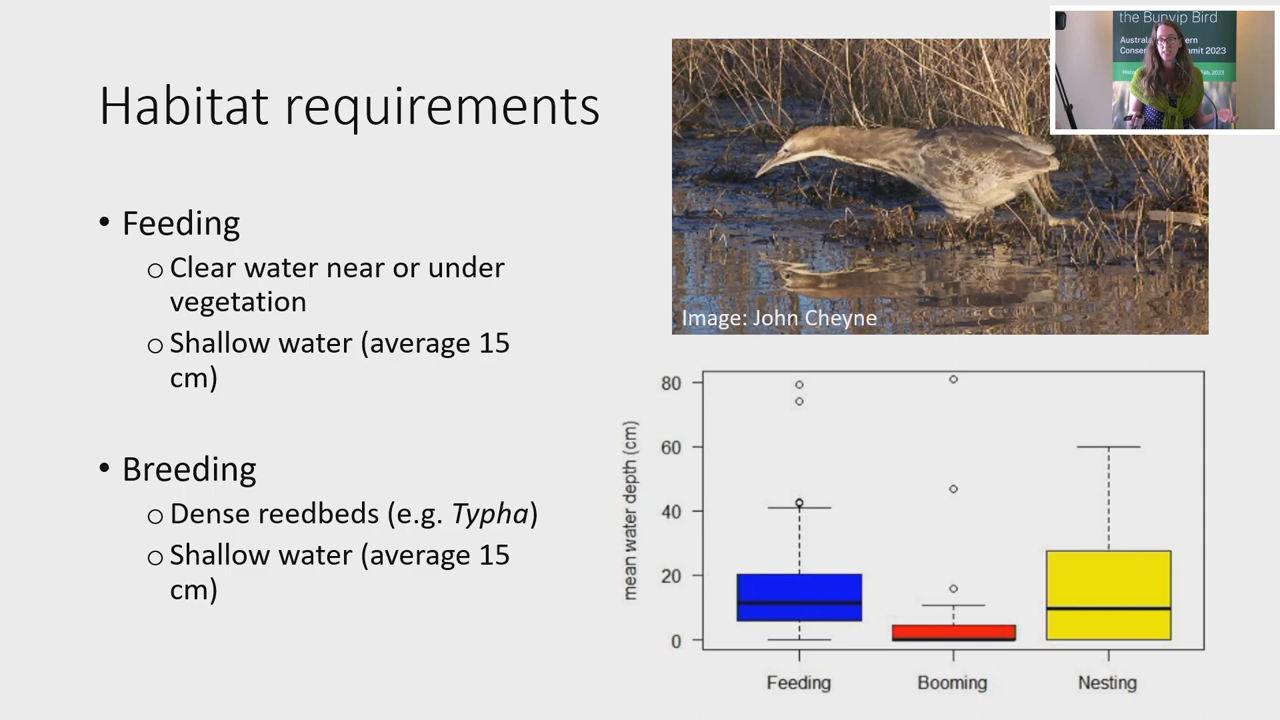 Habitat requirements
• Feeding
o Clear water near or under
vegetation
o Shallow water (average 15
cm)
• Breeding
o Dense reedbeds (e.g. Typha)
o Shallow water (average 15
cm)
the Bunyip Bird
2023
Image: John Cheyne
mean water depth (cm)
80
60
40
20
0
Feeding
Booming
Nesting